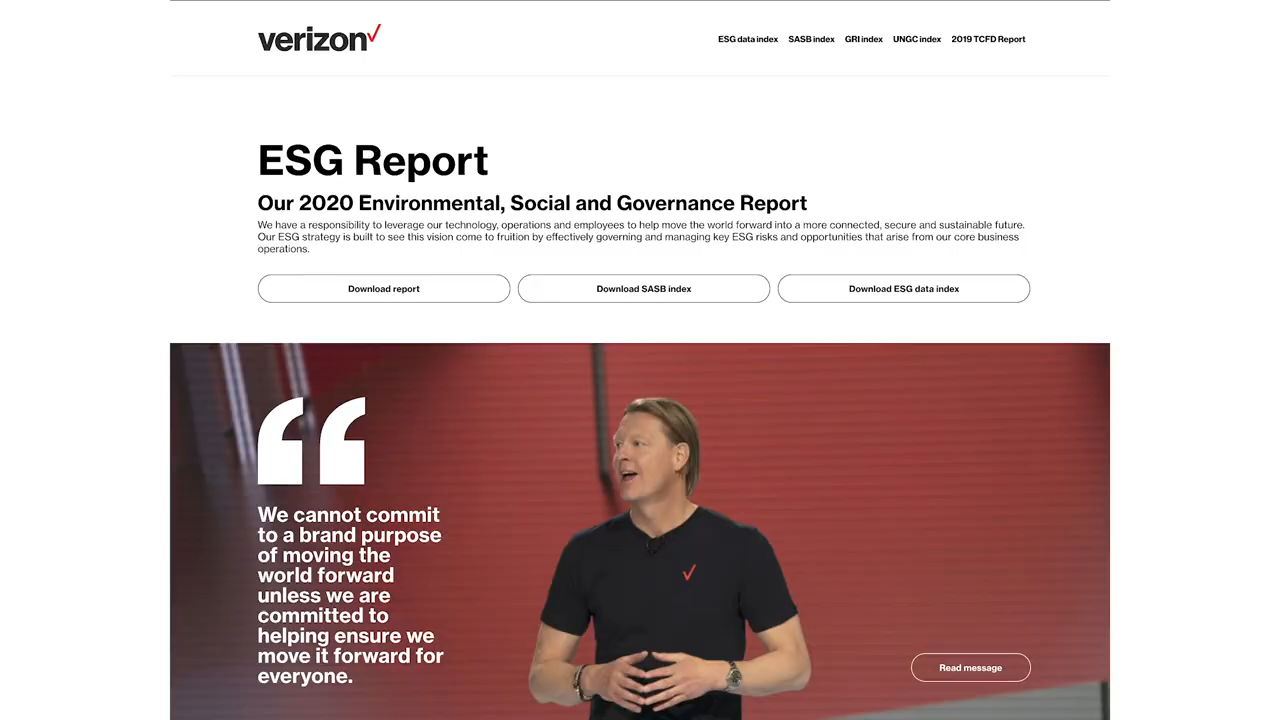 verizon
ESG data index SASB index GRI index UNGC index 2019 TCFD Report
ESG Report
Our 2020 Environmental, Social and Governance Report
We have a responsibility to leverage our technology, operations and employees to help move the world forward into a more connected, secure and sustainable future.
Our ESG strategy is built to see this vision come to fruition by effectively governing and managing key ESG risks and opportunities that arise from our core business
operations.
Download report Download SASB index Download ESG data index
“
We cannot commit
to a brand purpose
of moving the
world forward
unless we are
committed to
helping ensure we
move it forward for
everyone.
Read message